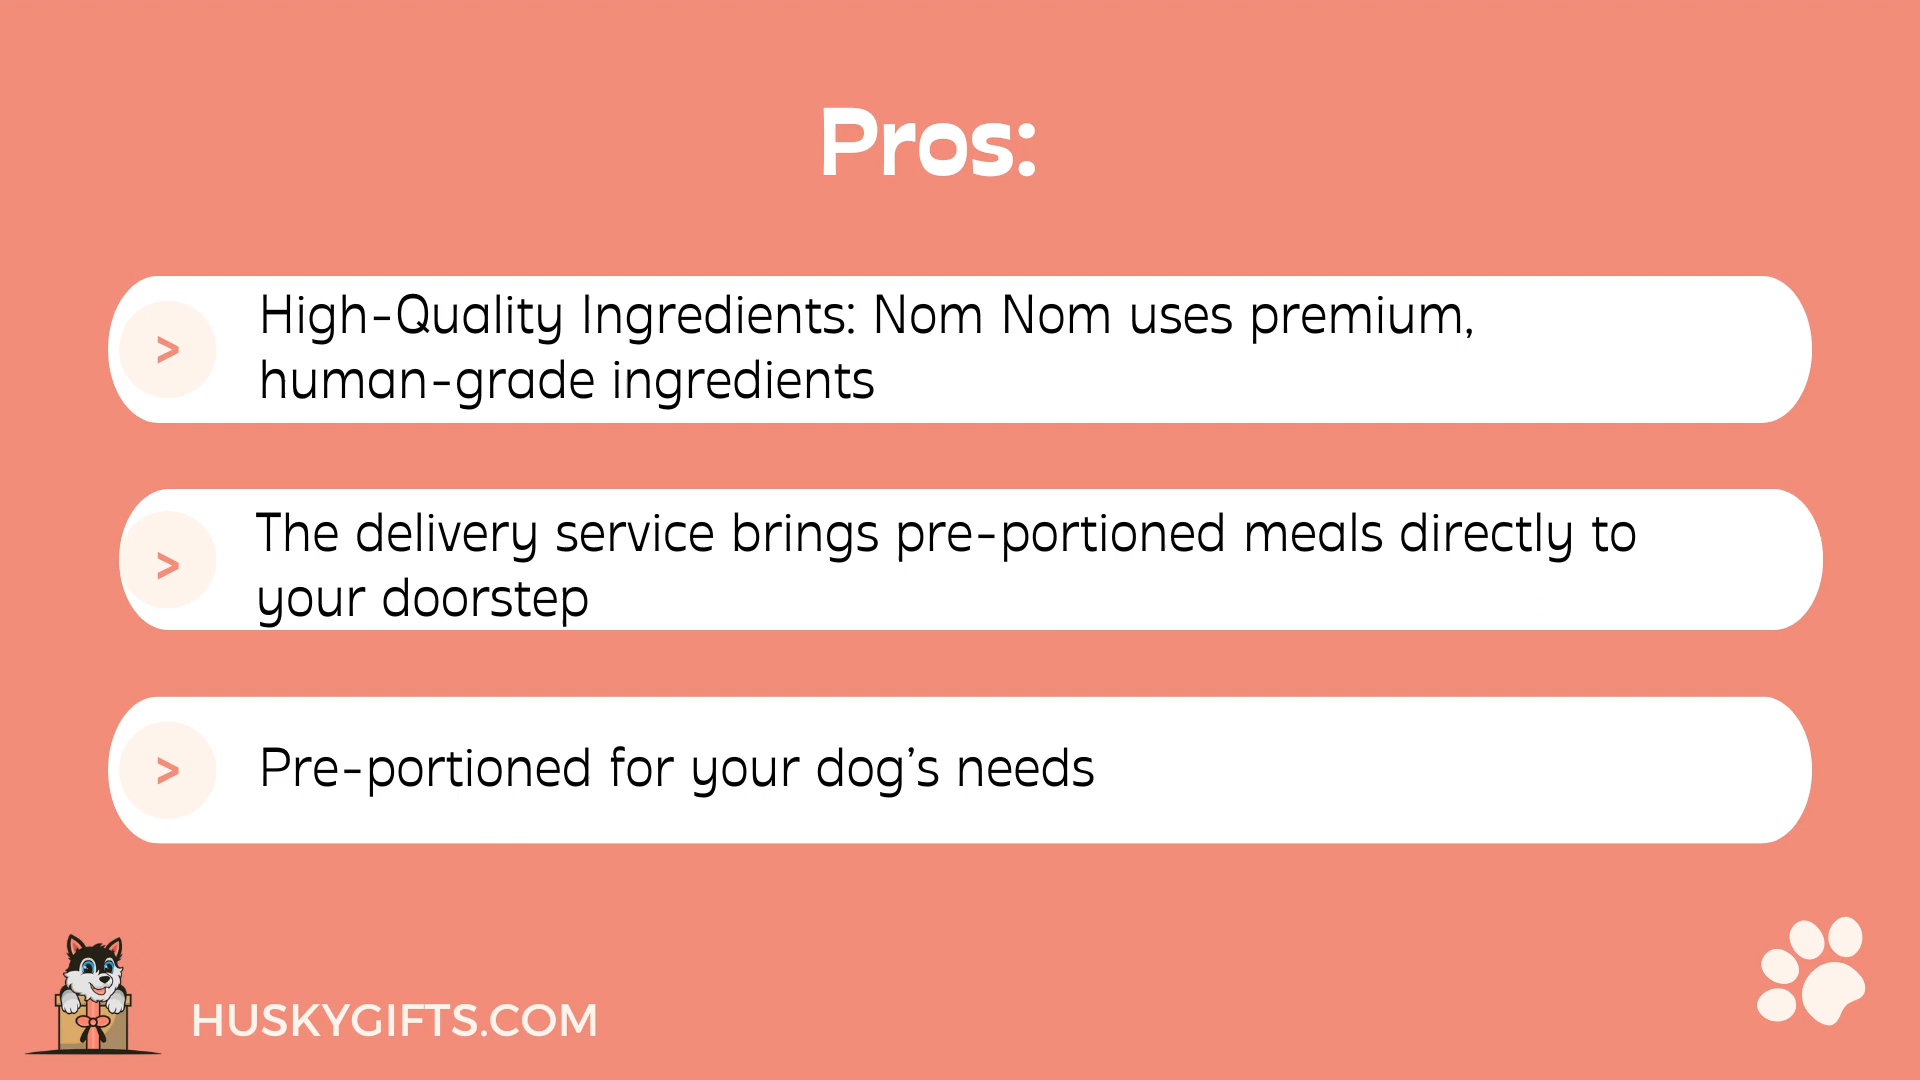 Pros:
> High-Quality Ingredients: Nom Nom uses premium,
human-grade ingredients
> The delivery service brings pre-portioned meals directly to
your doorstep
> Pre-portioned for your dog’s needs
HUSKYGIFTS.COM